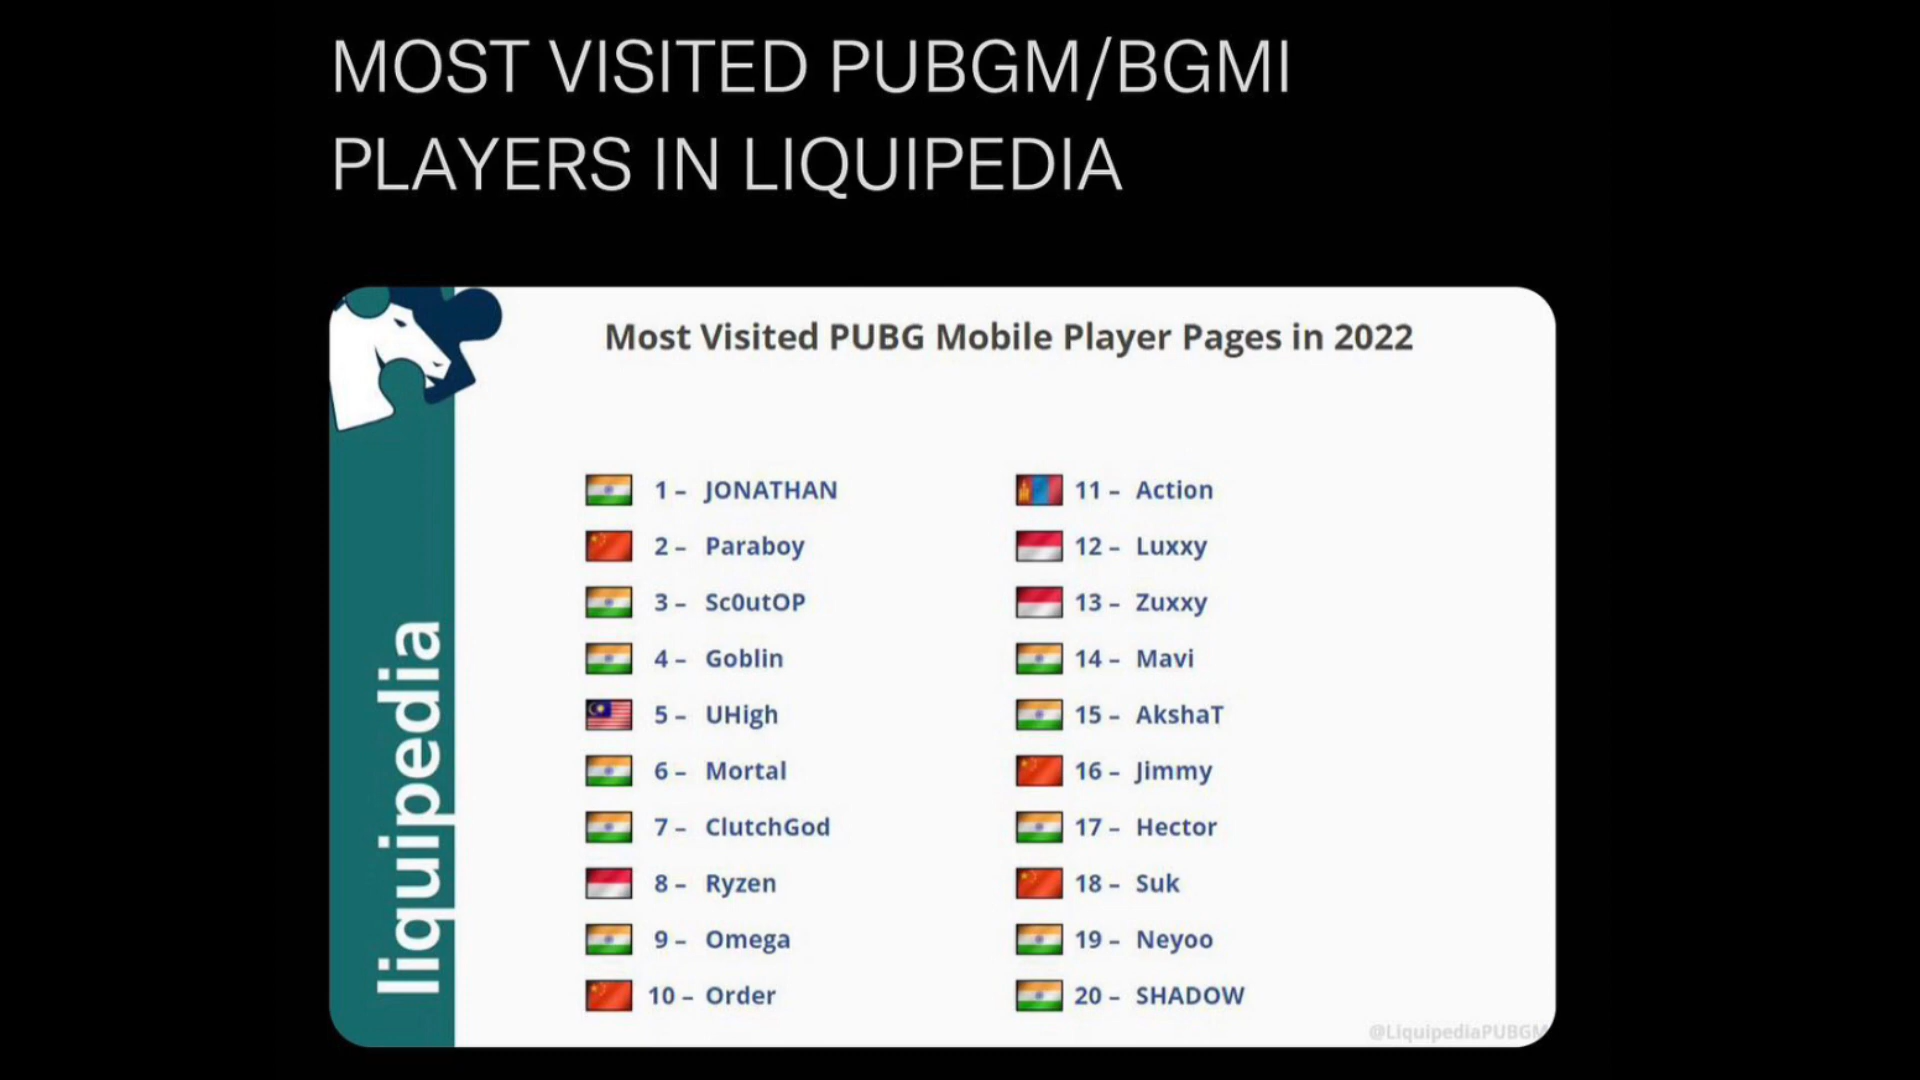 MOST VISITED PUBGM/BGMI
PLAYERS IN LIQUIPEDIA
liquipedia
Most Visited PUBG Mobile Player Pages in 2022
1 – JONATHAN
2 – Paraboy
3 – Sc0utOP
4 – Goblin
5 – UHigh
6 – Mortal
7 – ClutchGod
8 – Ryzen
9 – Omega
10 – Order
11 – Action
12 – Luxxy
13 – Zuxxy
14 – Mavi
15 – AkshaT
16 – Jimmy
17 – Hector
18 – Suk
19 – Neyoo
20 – SHADOW
@LiquipediaPUBGM